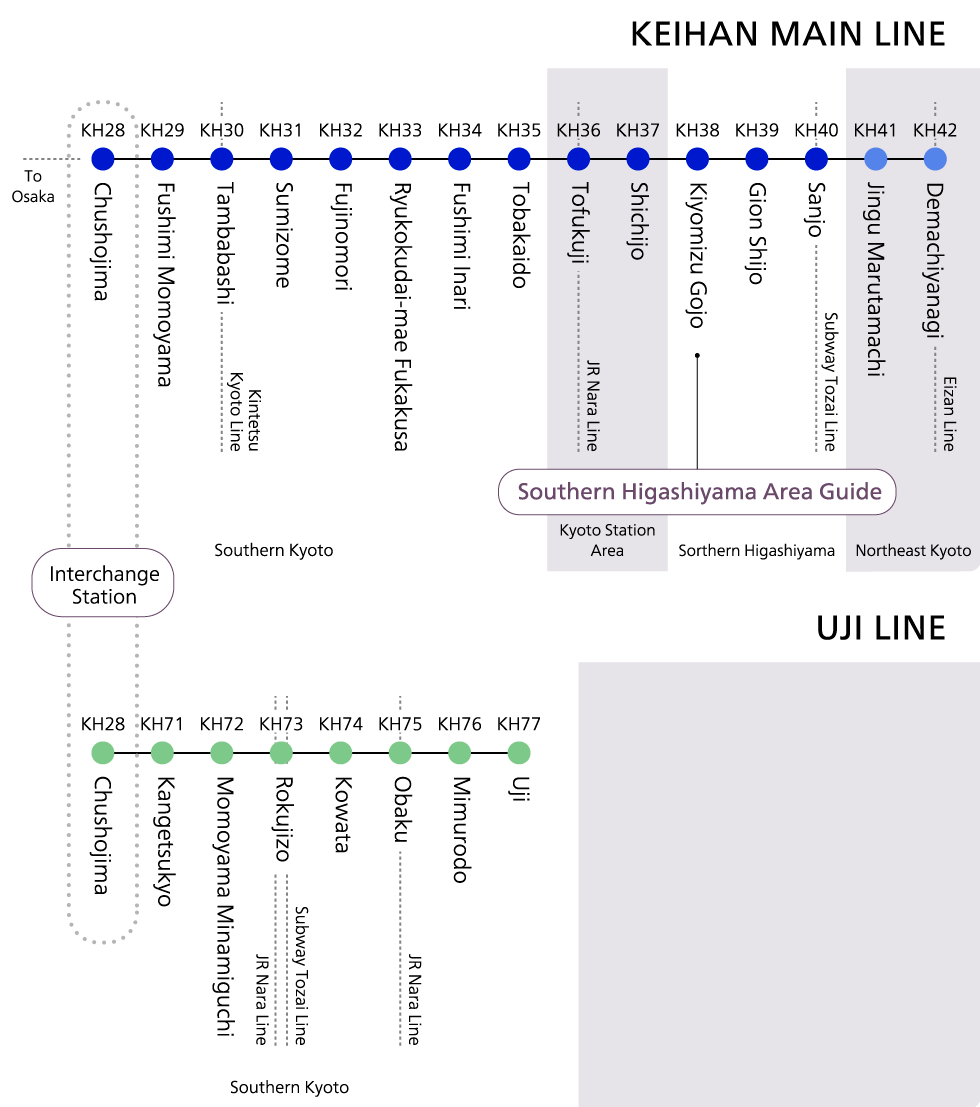 KEIHAN MAIN LINE
KH28 KH29 KH30 KH31 KH32 KH33 KH34 KH35 KH36 KH37 KH38 KH39 KH40 KH41 KH42
To
Osaka
Chushojima
Fushimi Momoyama
Tambabashi
Sumizome
Fujinomori
Ryukokudai-mae Fukakusa
Fushimi Inari
Tobakaido
Tofukuji
Shichijo
Kiyomizu Gojo
Gion Shijo
Sanjo
Jingu Marutamachi
Demachiyanagi
Kintetsu
Kyoto Line
JR Nara Line
Subway Tozai Line
Eizan Line
Southern Higashiyama Area Guide
Southern Kyoto
Kyoto Station
Area
Sorthern Higashiyama
Northeast Kyoto
Interchange
Station
UJI LINE
KH28 KH71 KH72 KH73 KH74 KH75 KH76 KH77
Chushojima
Kangetsukyo
Momoyama Minamiguchi
Rokujizo
Kowata
Obaku
Mimurodo
Uji
JR Nara Line
Subway Tozai Line
JR Nara Line
Southern Kyoto